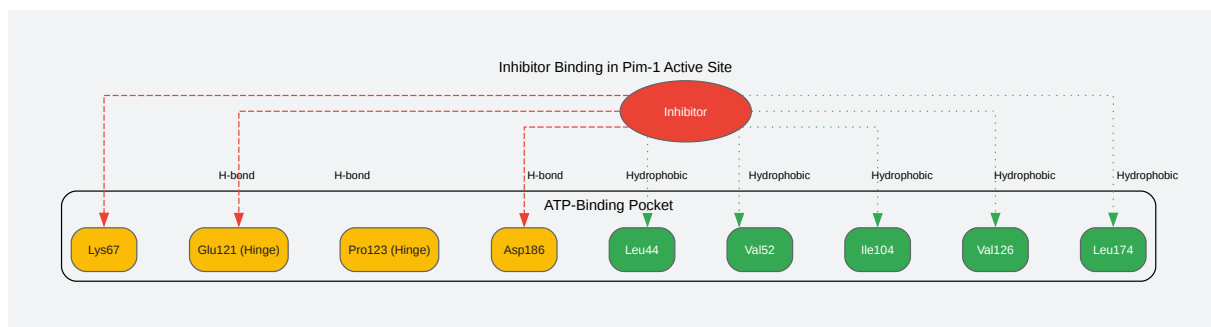 Inhibitor Binding in Pim-1 Active Site
Inhibitor
H-bond H-bond H-bond Hydrophobic Hydrophobic Hydrophobic Hydrophobic Hydrophobic
ATP-Binding Pocket
Lys67 Glu121 (Hinge) Pro123 (Hinge) Asp186 Leu44 Val52 Ile104 Val126 Leu174